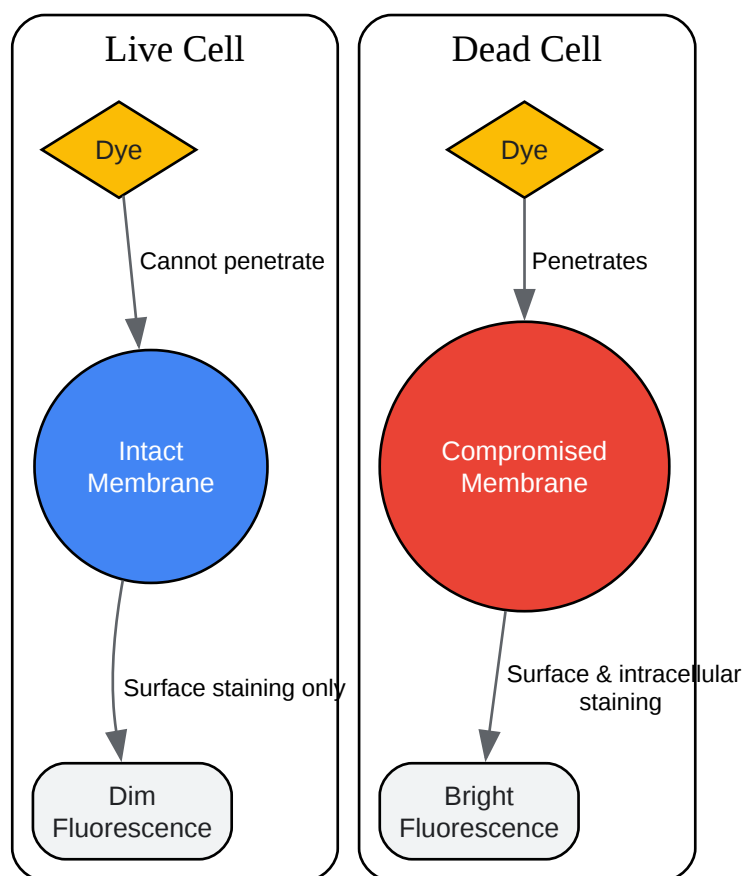 Live Cell
Dye
Cannot penetrate
Intact
Membrane
Surface staining only
Dim
Fluorescence
Dead Cell
Dye
Penetrates
Compromised
Membrane
Surface & intracellular
staining
Bright
Fluorescence